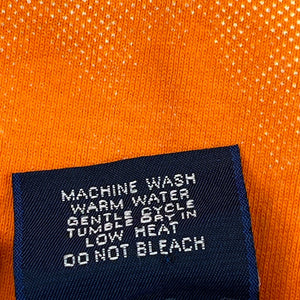 MACHINE WASH
WARM WATER
GENTLE CYCLE
TUMBLE DRY IN
LOW HEAT
DO NOT BLEACH